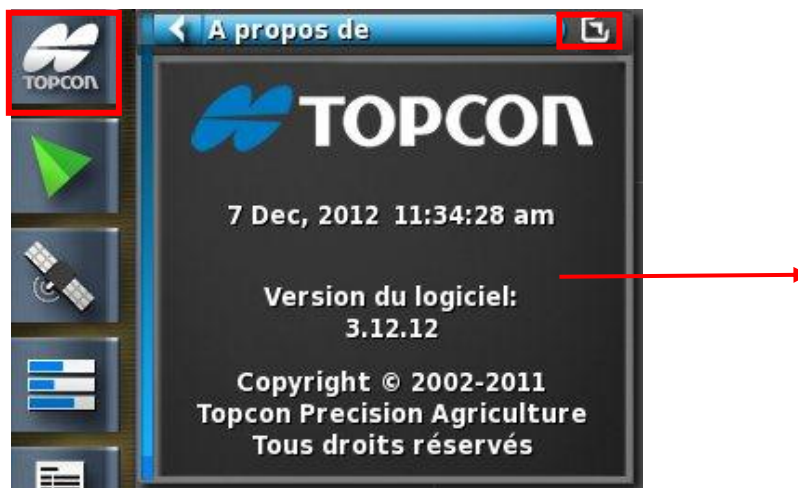 A propos de
TOPCON
TOPCON
7 Dec, 2012 11:34:28 am
Version du logiciel:
3.12.12
Copyright © 2002-2011
Topcon Precision Agriculture
Tous droits réservés